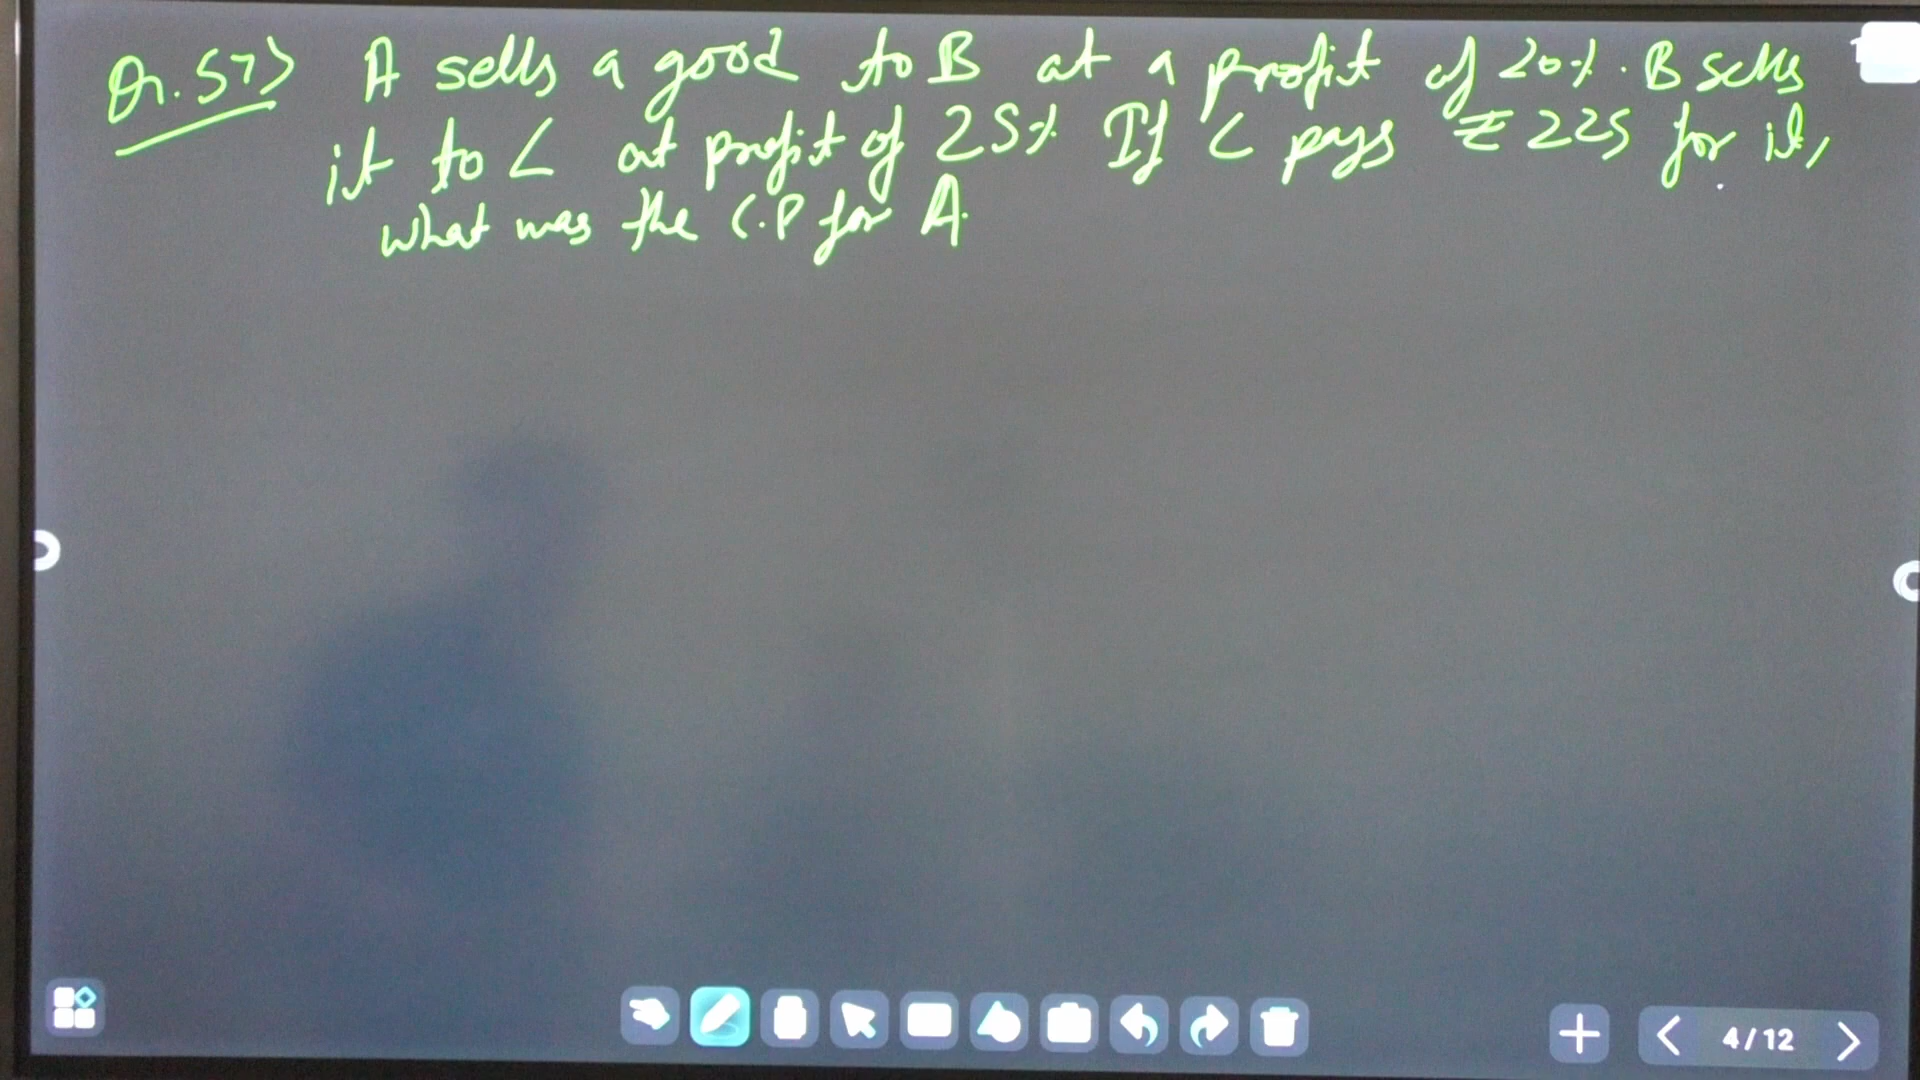 Qn.57) A sells a good to B at a profit of 20%. B sells
it to C at profit of 25% If C pays ₹225 for it,
what was the C.P for A.
4/12